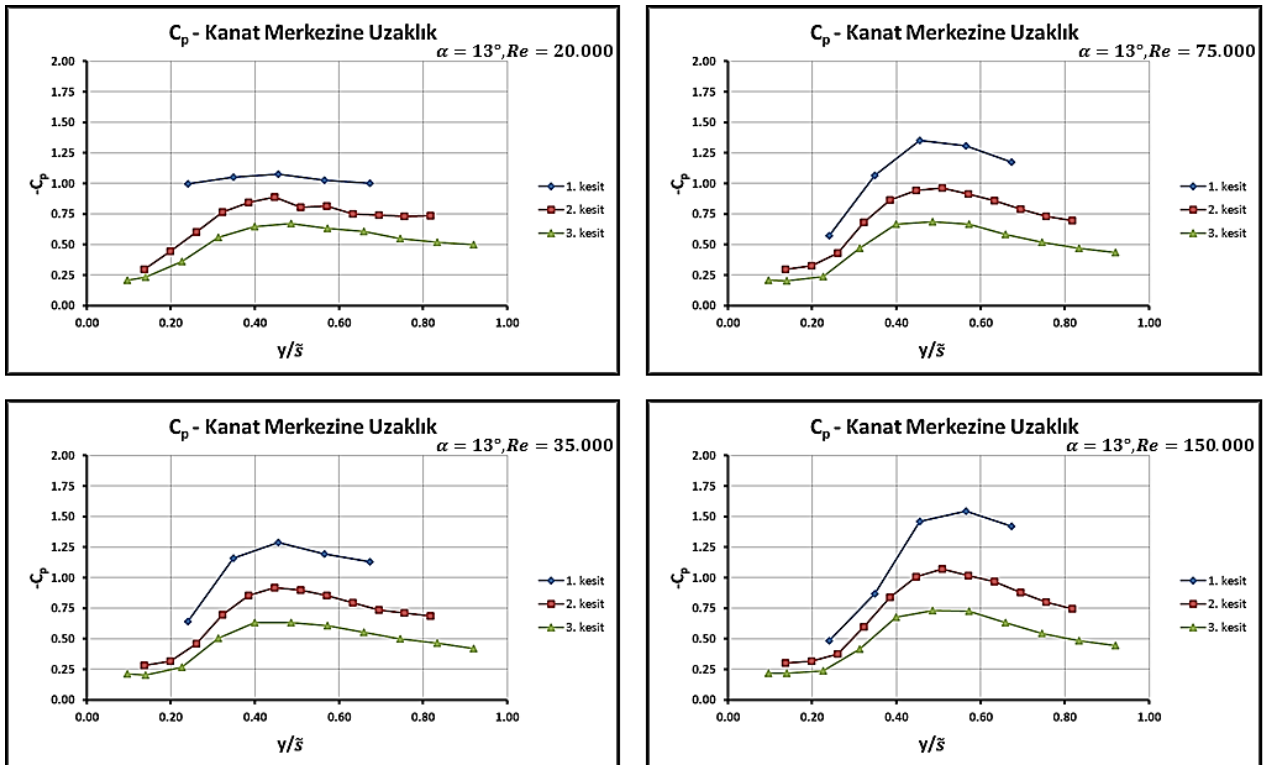 C_p - Kanat Merkezine Uzaklık
α = 13°,Re = 20.000
2.00
1.75
1.50
1.25
1.00
0.75
0.50
0.25
0.00
-C_p
0.00 0.20 0.40 0.60 0.80 1.00
y/s̃
1. kesit
2. kesit
3. kesit
C_p - Kanat Merkezine Uzaklık
α = 13°,Re = 75.000
2.00
1.75
1.50
1.25
1.00
0.75
0.50
0.25
0.00
-C_p
0.00 0.20 0.40 0.60 0.80 1.00
y/s̃
1. kesit
2. kesit
3. kesit
C_p - Kanat Merkezine Uzaklık
α = 13°,Re = 35.000
2.00
1.75
1.50
1.25
1.00
0.75
0.50
0.25
0.00
-C_p
0.00 0.20 0.40 0.60 0.80 1.00
y/s̃
1. kesit
2. kesit
3. kesit
C_p - Kanat Merkezine Uzaklık
α = 13°,Re = 150.000
2.00
1.75
1.50
1.25
1.00
0.75
0.50
0.25
0.00
-C_p
0.00 0.20 0.40 0.60 0.80 1.00
y/s̃
1. kesit
2. kesit
3. kesit